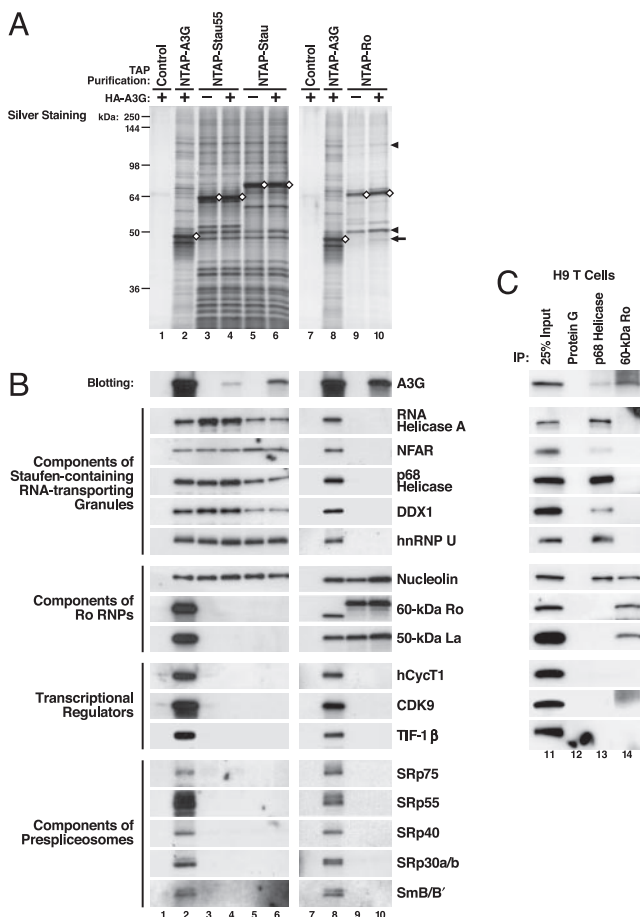 A
TAP Purification:
Control
NTAP-A3G
NTAP-Stau55
NTAP-Stau
Control
NTAP-A3G
NTAP-Ro
HA-A3G: + + − + − + + + − +
Silver Staining
kDa:
250
144
98
64
50
36
1 2 3 4 5 6 7 8 9 10
B
Blotting:
A3G
Components of
Staufen-containing
RNA-transporting
Granules
RNA
Helicase A
NFAR
p68
Helicase
DDX1
hnRNP U
Components of
Ro RNPs
Nucleolin
60-kDa Ro
50-kDa La
Transcriptional
Regulators
hCycT1
CDK9
TIF-1 β
Components of
Prespliceosomes
SRp75
SRp55
SRp40
SRp30a/b
SmB/B′
1 2 3 4 5 6 7 8 9 10
C
H9 T Cells
IP:
25% Input
Protein G
p68 Helicase
60-kDa Ro
11 12 13 14